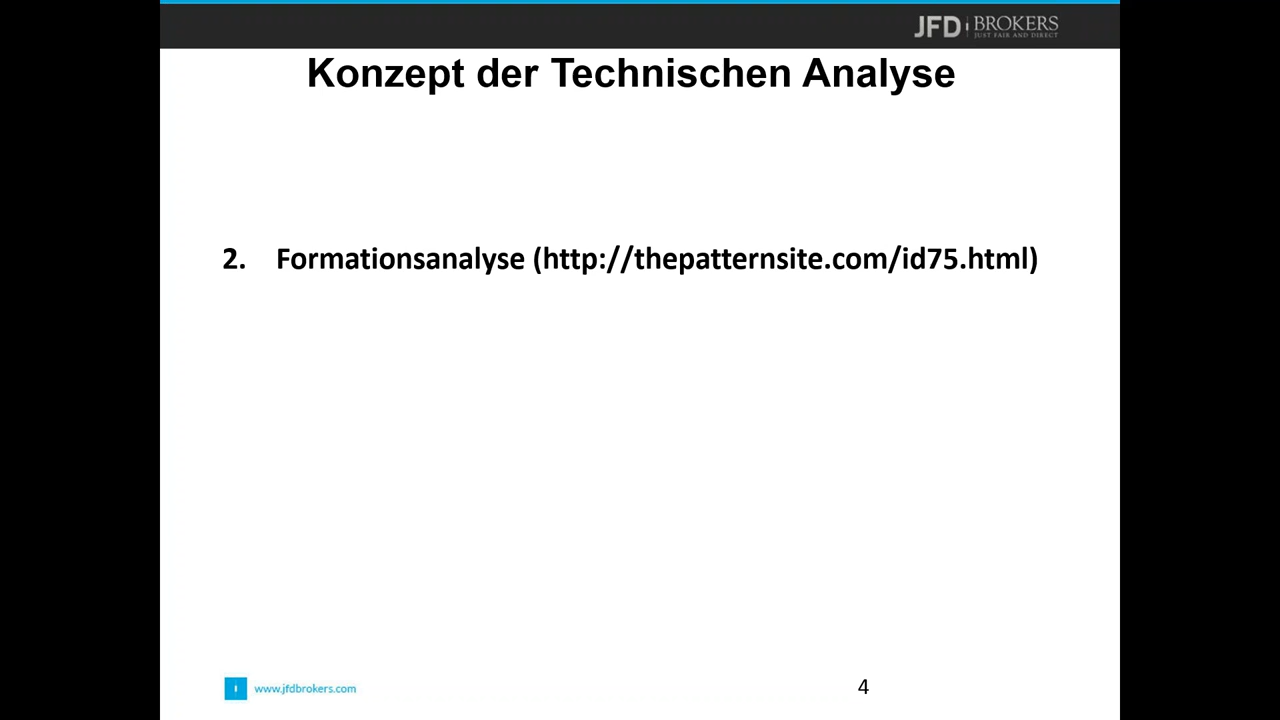 JFD BROKERS
JUST FAIR AND DIRECT
Konzept der Technischen Analyse
2. Formationsanalyse (http://thepatternsite.com/id75.html)
www.jfdbrokers.com
4